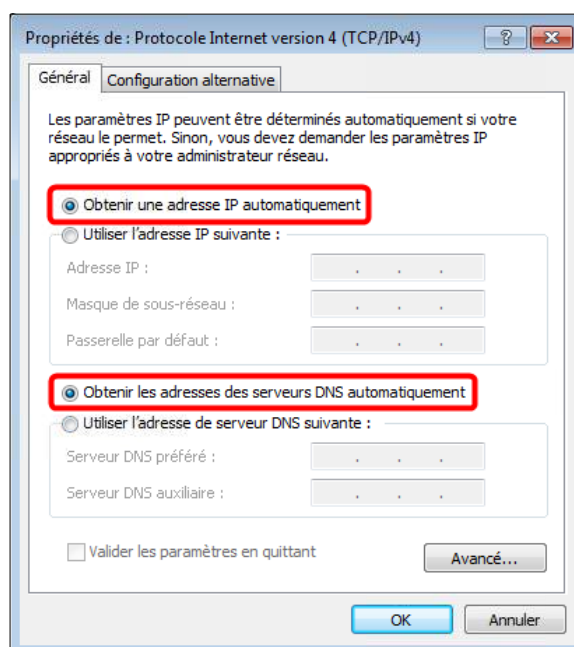 Propriétés de : Protocole Internet version 4 (TCP/IPv4)
Général
Configuration alternative
Les paramètres IP peuvent être déterminés automatiquement si votre
réseau le permet. Sinon, vous devez demander les paramètres IP
appropriés à votre administrateur réseau.
Obtenir une adresse IP automatiquement
Utiliser l'adresse IP suivante :
Adresse IP :
Masque de sous-réseau :
Passerelle par défaut :
Obtenir les adresses des serveurs DNS automatiquement
Utiliser l'adresse de serveur DNS suivante :
Serveur DNS préféré :
Serveur DNS auxiliaire :
Valider les paramètres en quittant
Avancé...
OK
Annuler